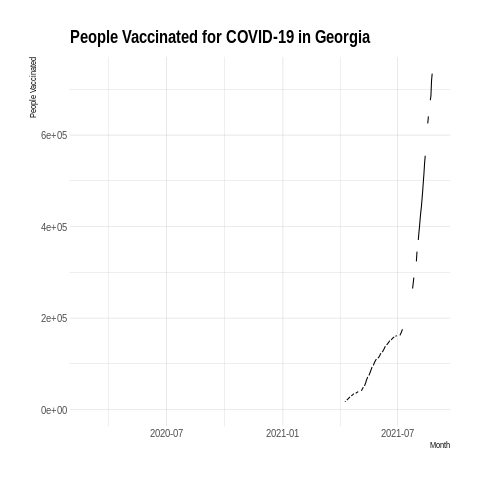 People Vaccinated for COVID-19 in Georgia
People Vaccinated
6e+05
4e+05
2e+05
0e+00
2020-07
2021-01
2021-07
Month